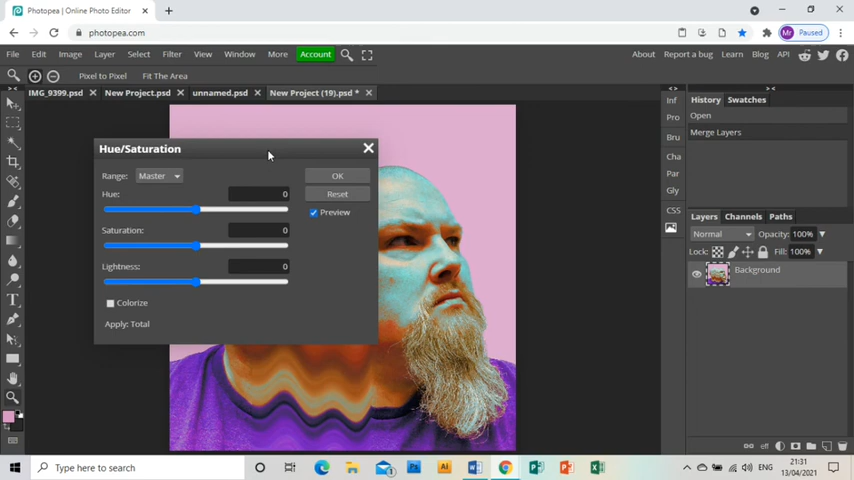 Photopea | Online Photo Editor
photopea.com
Mr Paused
File Edit Image Layer Select Filter View Window More Account
About Report a bug Learn Blog API
Pixel to Pixel Fit The Area
IMG_9399.psd New Project.psd unnamed.psd New Project (19).psd *
Hue/Saturation
Range: Master
OK
Hue: 0
Reset
Preview
Saturation: 0
Lightness: 0
Colorize
Apply: Total
Inf
Pro
Bru
Cha
Par
Gly
CSS
History Swatches
Open
Merge Layers
Layers Channels Paths
Normal Opacity: 100%
Lock: Fill: 100%
Background
eff
Type here to search
ENG
21:31
13/04/2021